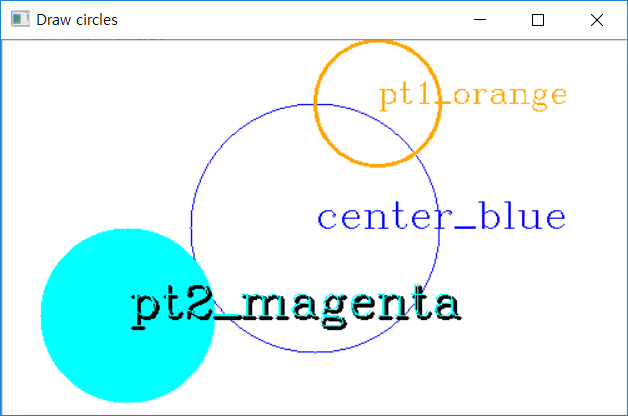 Draw circles
pt1_orange
center_blue
pt2_magenta